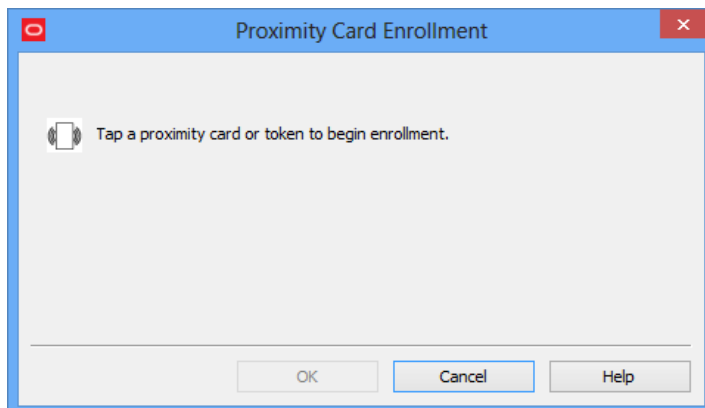 Proximity Card Enrollment
Tap a proximity card or token to begin enrollment.
OK Cancel Help